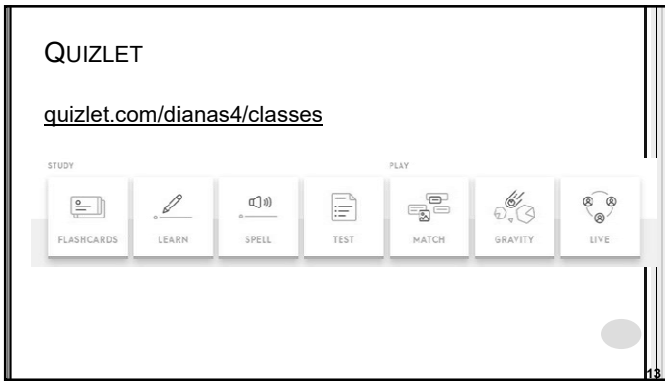 QUIZLET
quizlet.com/dianas4/classes
STUDY PLAY
FLASHCARDS LEARN SPELL TEST MATCH GRAVITY LIVE
13